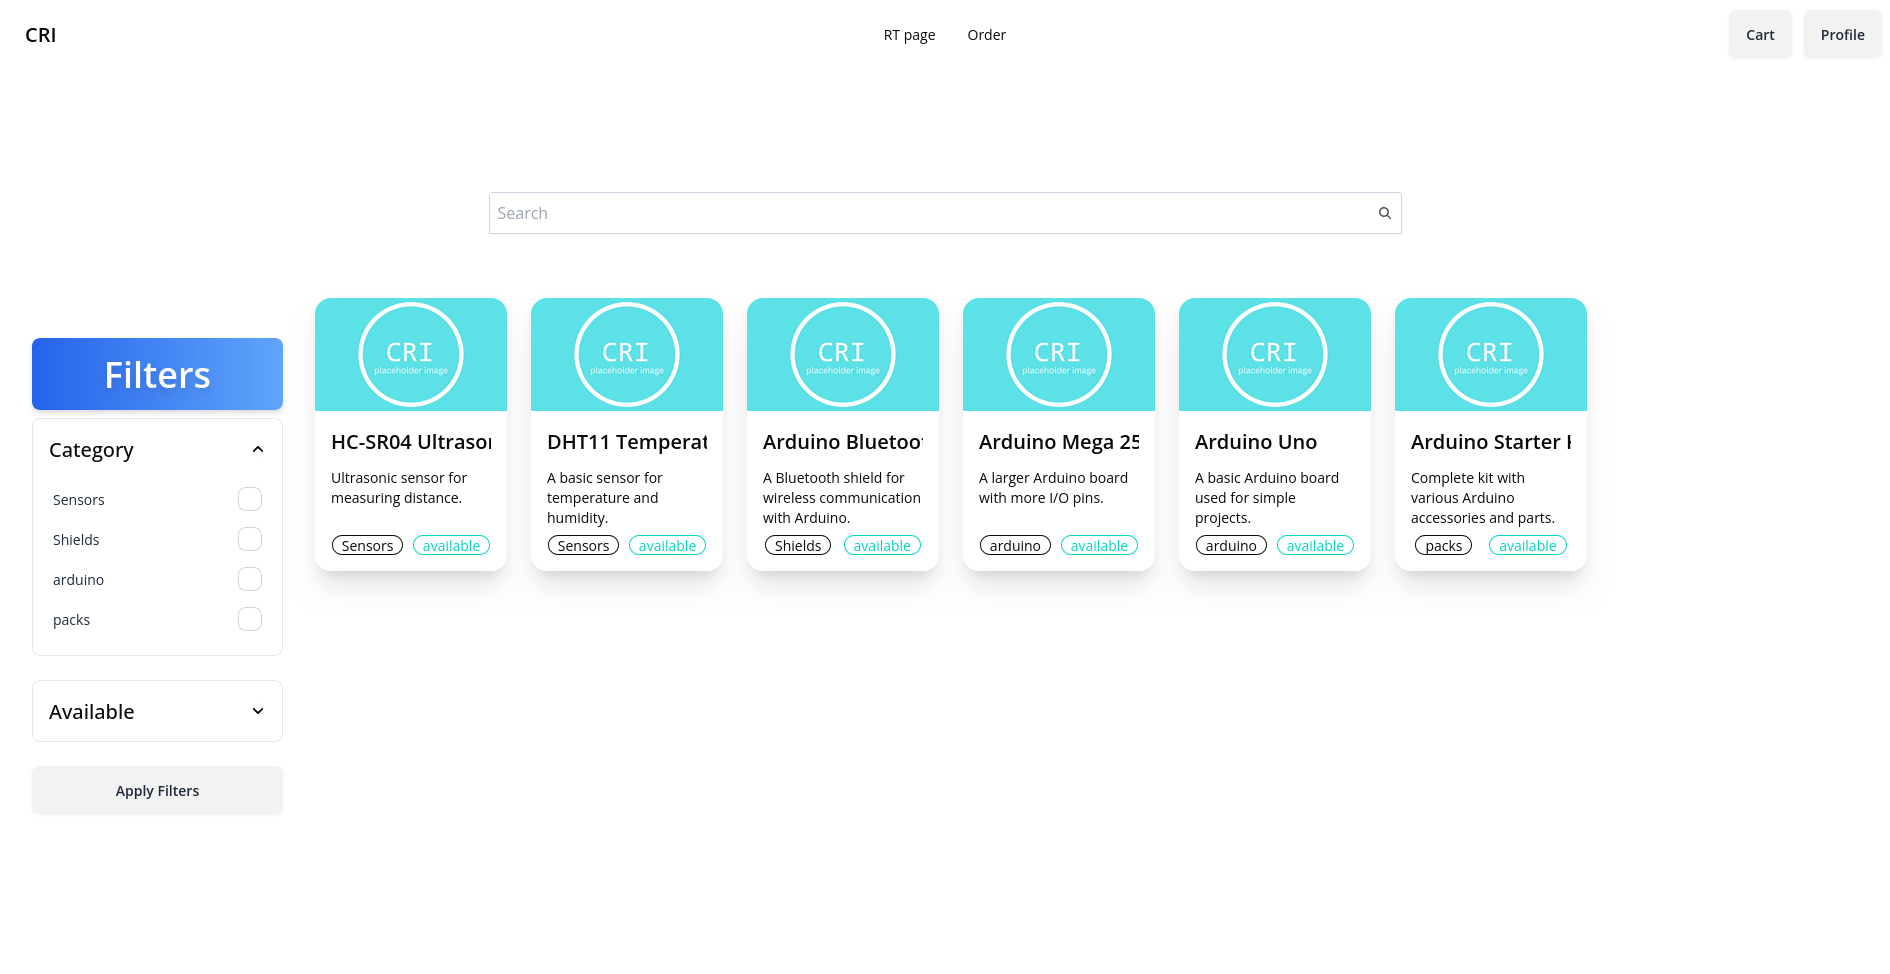 CRI
RT page
Order
Cart
Profile
Search
Filters
Category
Sensors
Shields
arduino
packs
Available
Apply Filters
CRI
placeholder image
HC-SR04 Ultrason
Ultrasonic sensor for
measuring distance.
Sensors
available
CRI
placeholder image
DHT11 Temperat
A basic sensor for
temperature and
humidity.
Sensors
available
CRI
placeholder image
Arduino Bluetoot
A Bluetooth shield for
wireless communication
with Arduino.
Shields
available
CRI
placeholder image
Arduino Mega 25
A larger Arduino board
with more I/O pins.
arduino
available
CRI
placeholder image
Arduino Uno
A basic Arduino board
used for simple
projects.
arduino
available
CRI
placeholder image
Arduino Starter K
Complete kit with
various Arduino
accessories and parts.
packs
available